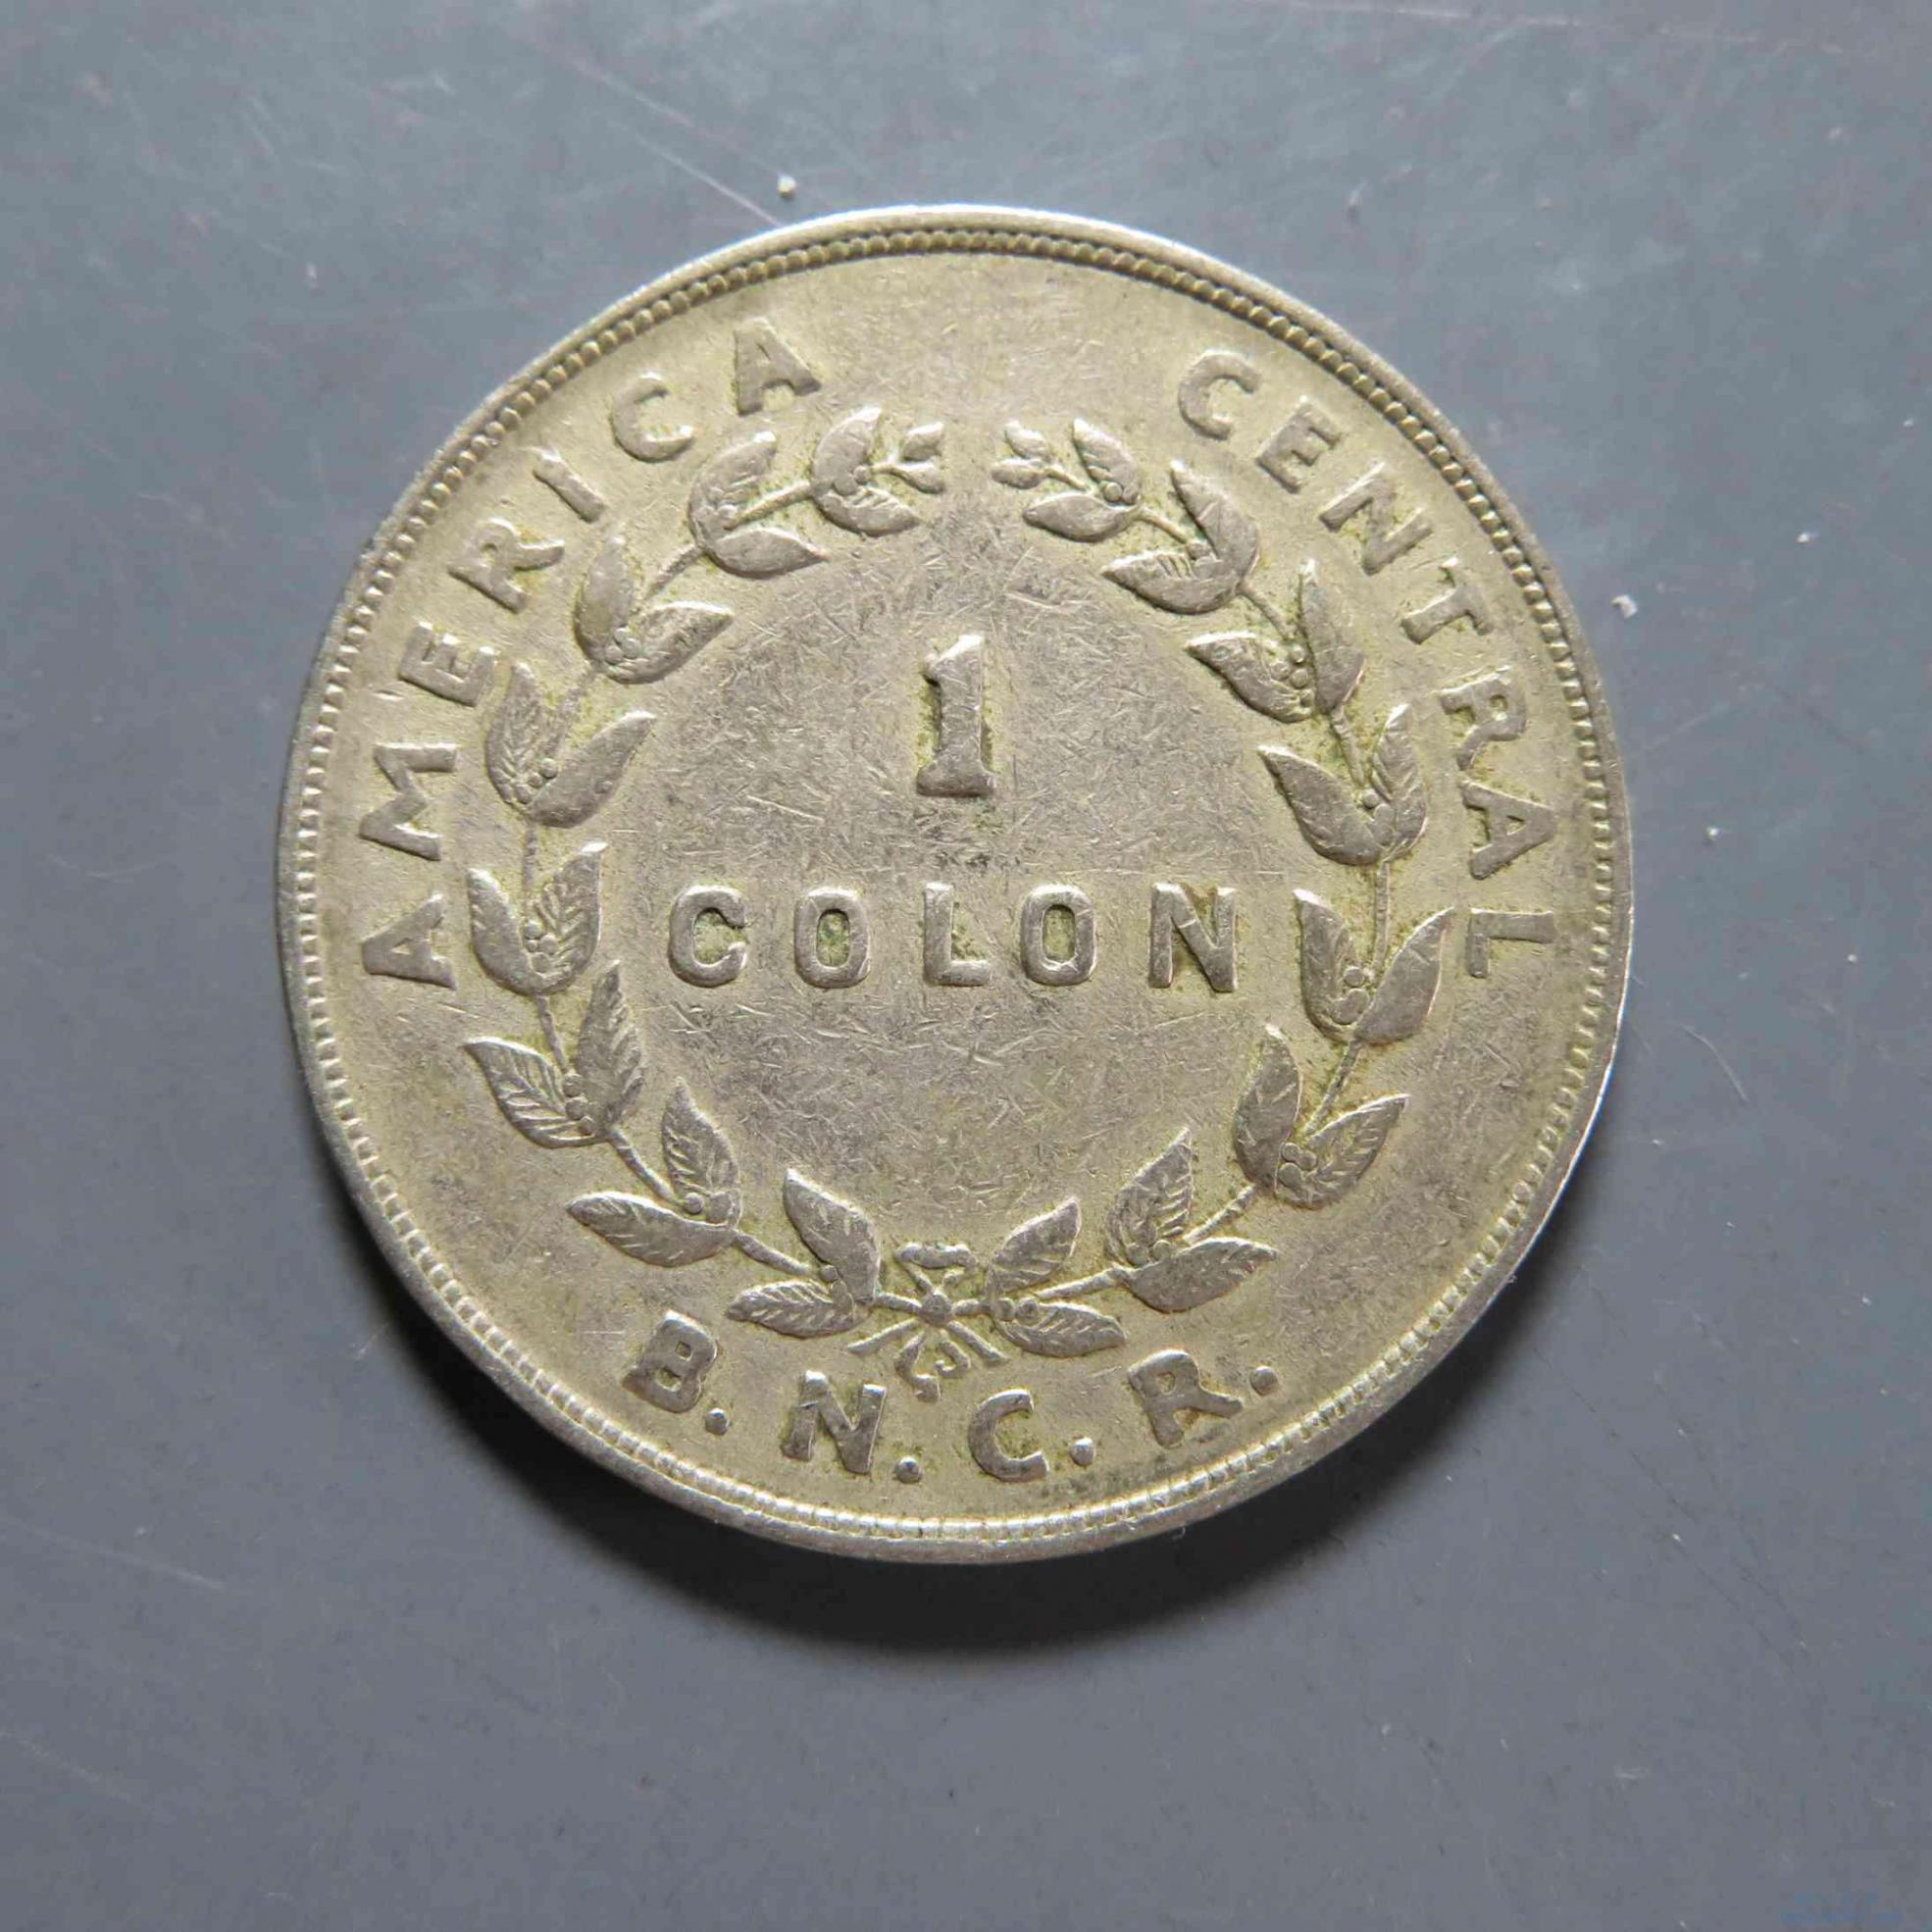 AMERICA CENTRAL
1
COLON
B. N. C. R.